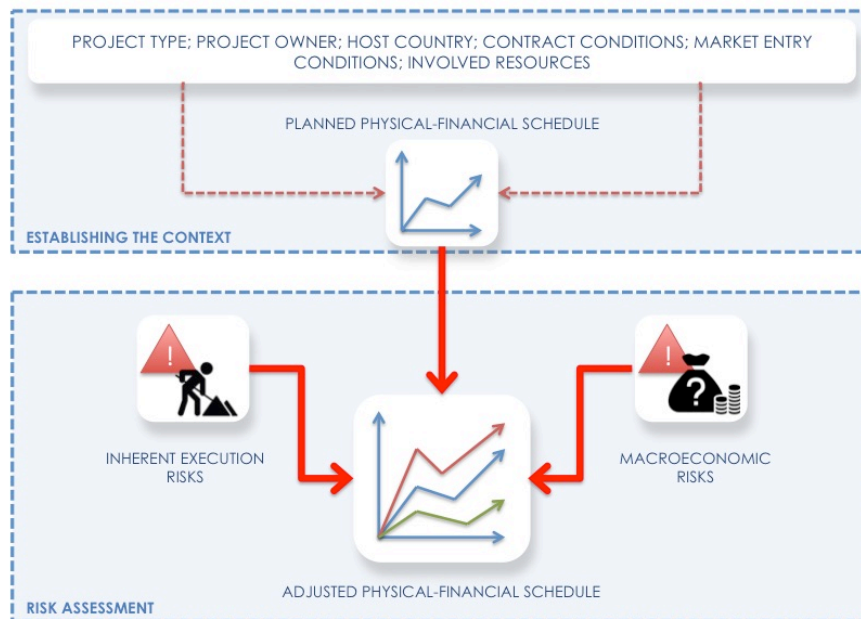 PROJECT TYPE; PROJECT OWNER; HOST COUNTRY; CONTRACT CONDITIONS; MARKET ENTRY
CONDITIONS; INVOLVED RESOURCES
PLANNED PHYSICAL-FINANCIAL SCHEDULE
ESTABLISHING THE CONTEXT
!
!
?
INHERENT EXECUTION
RISKS
MACROECONOMIC
RISKS
ADJUSTED PHYSICAL-FINANCIAL SCHEDULE
RISK ASSESSMENT